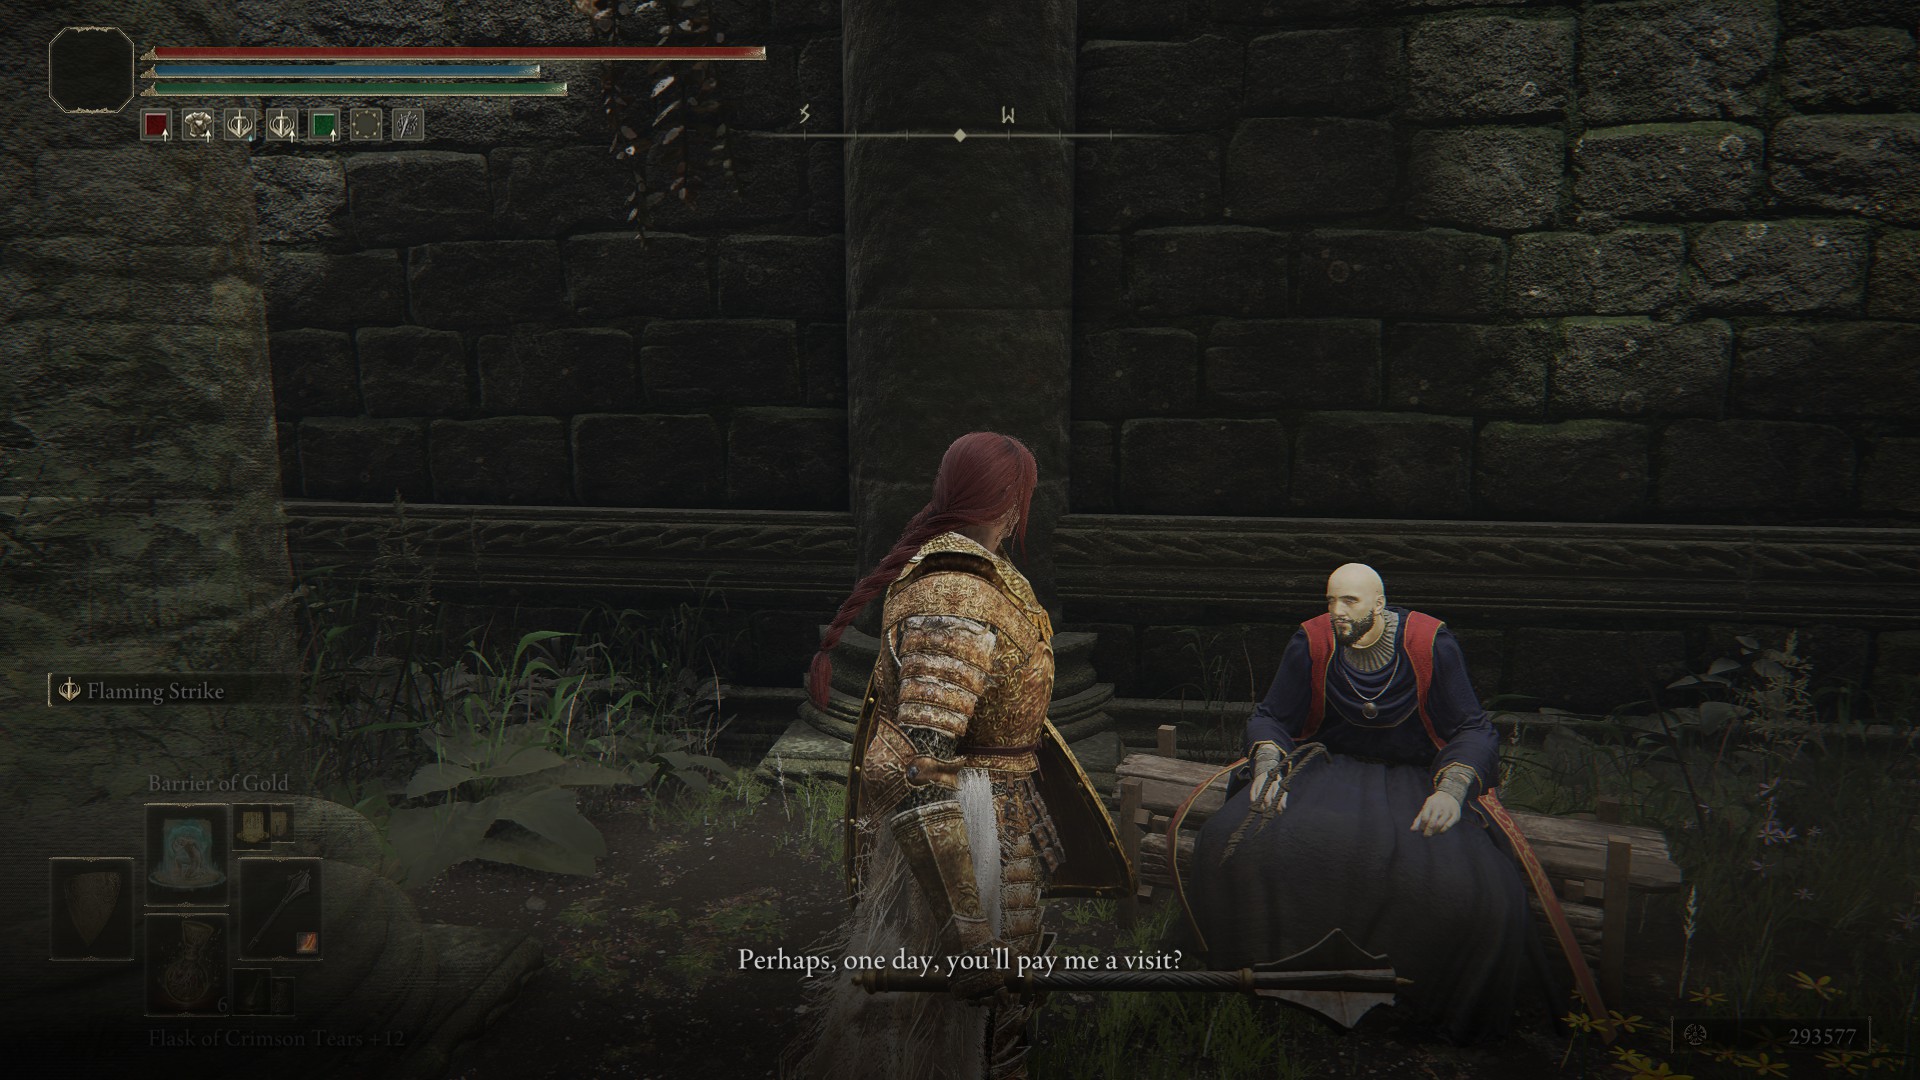 S W
Flaming Strike
Barrier of Gold
6
Flask of Crimson Tears +12
Perhaps, one day, you'll pay me a visit?
293577